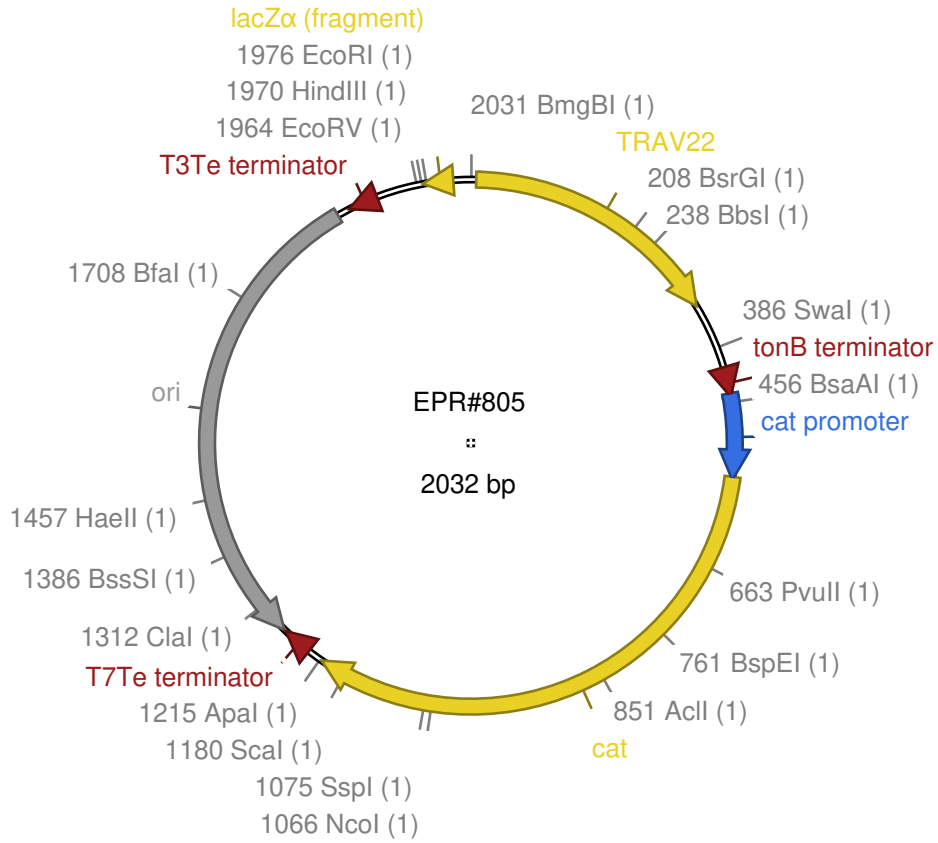 lacZα (fragment)
1976 EcoRI (1)
1970 HindIII (1)
1964 EcoRV (1)
T3Te terminator
2031 BmgBI (1)
TRAV22
208 BsrGI (1)
238 BbsI (1)
1708 BfaI (1)
386 SwaI (1)
tonB terminator
456 BsaAI (1)
cat promoter
ori
EPR#805
2032 bp
1457 HaeII (1)
1386 BssSI (1)
1312 ClaI (1)
T7Te terminator
1215 ApaI (1)
1180 ScaI (1)
1075 SspI (1)
1066 NcoI (1)
663 PvuII (1)
761 BspEI (1)
851 AclI (1)
cat